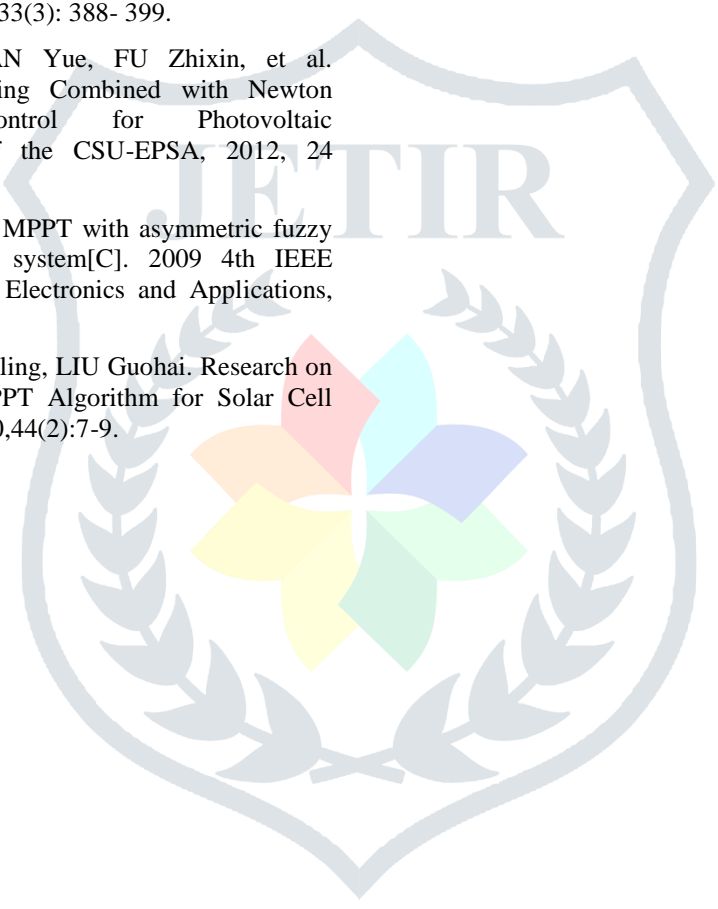 33(3): 388- 399.
AN Yue, FU Zhixin, et al.
ing Combined with Newton
ontrol for Photovoltaic
f the CSU-EPSA, 2012, 24
JETIR
MPPT with asymmetric fuzzy
system[C]. 2009 4th IEEE
Electronics and Applications,
ling, LIU Guohai. Research on
PPT Algorithm for Solar Cell
0,44(2):7-9.